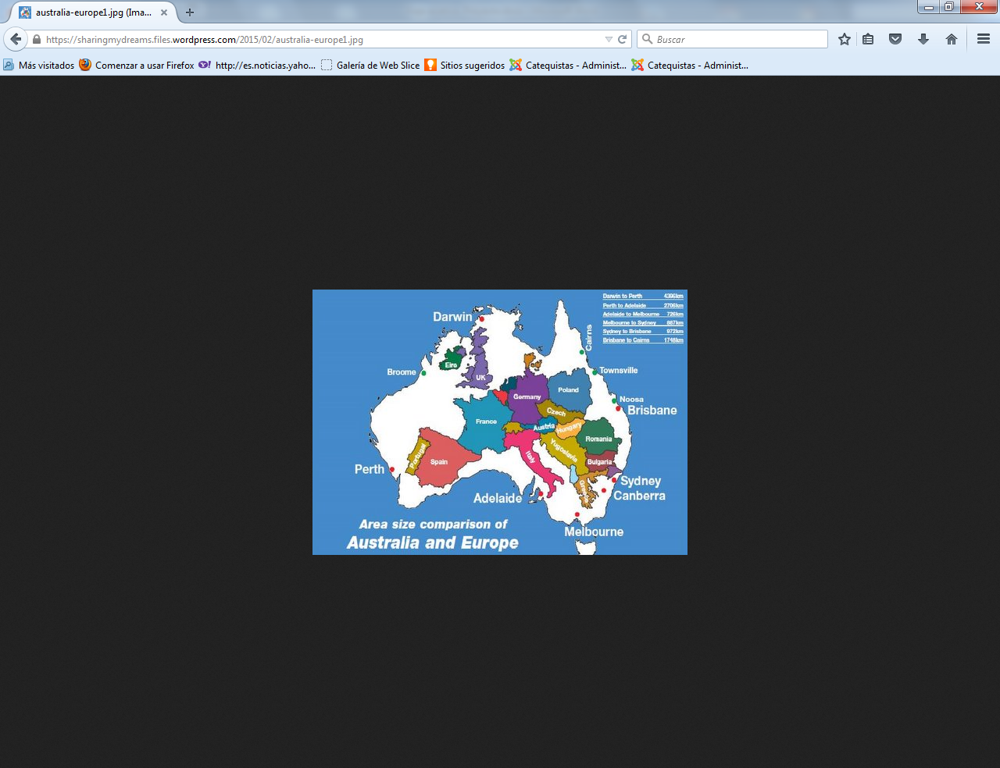 australia-europe1.jpg (Ima...
https://sharingmydreams.files.wordpress.com/2015/02/australia-europe1.jpg
Buscar
Más visitados
Comenzar a usar Firefox
http://es.noticias.yaho...
Galería de Web Slice
Sitios sugeridos
Catequistas - Administ...
Catequistas - Administ...
Darwin to Perth 4396km
Perth to Adelaide 2706km
Adelaide to Melbourne 726km
Melbourne to Sydney 887km
Sydney to Brisbane 972km
Brisbane to Cairns 1748km
Darwin
Cairns
Eire
Broome
UK
Townsville
Poland
Germany
Noosa
Brisbane
Czech
France
Austria
Hungary
Romania
Yugoslavia
Portugal
Spain
Italy
Bulgaria
Perth
Sydney
Greece
Canberra
Adelaide
Melbourne
Area size comparison of
Australia and Europe